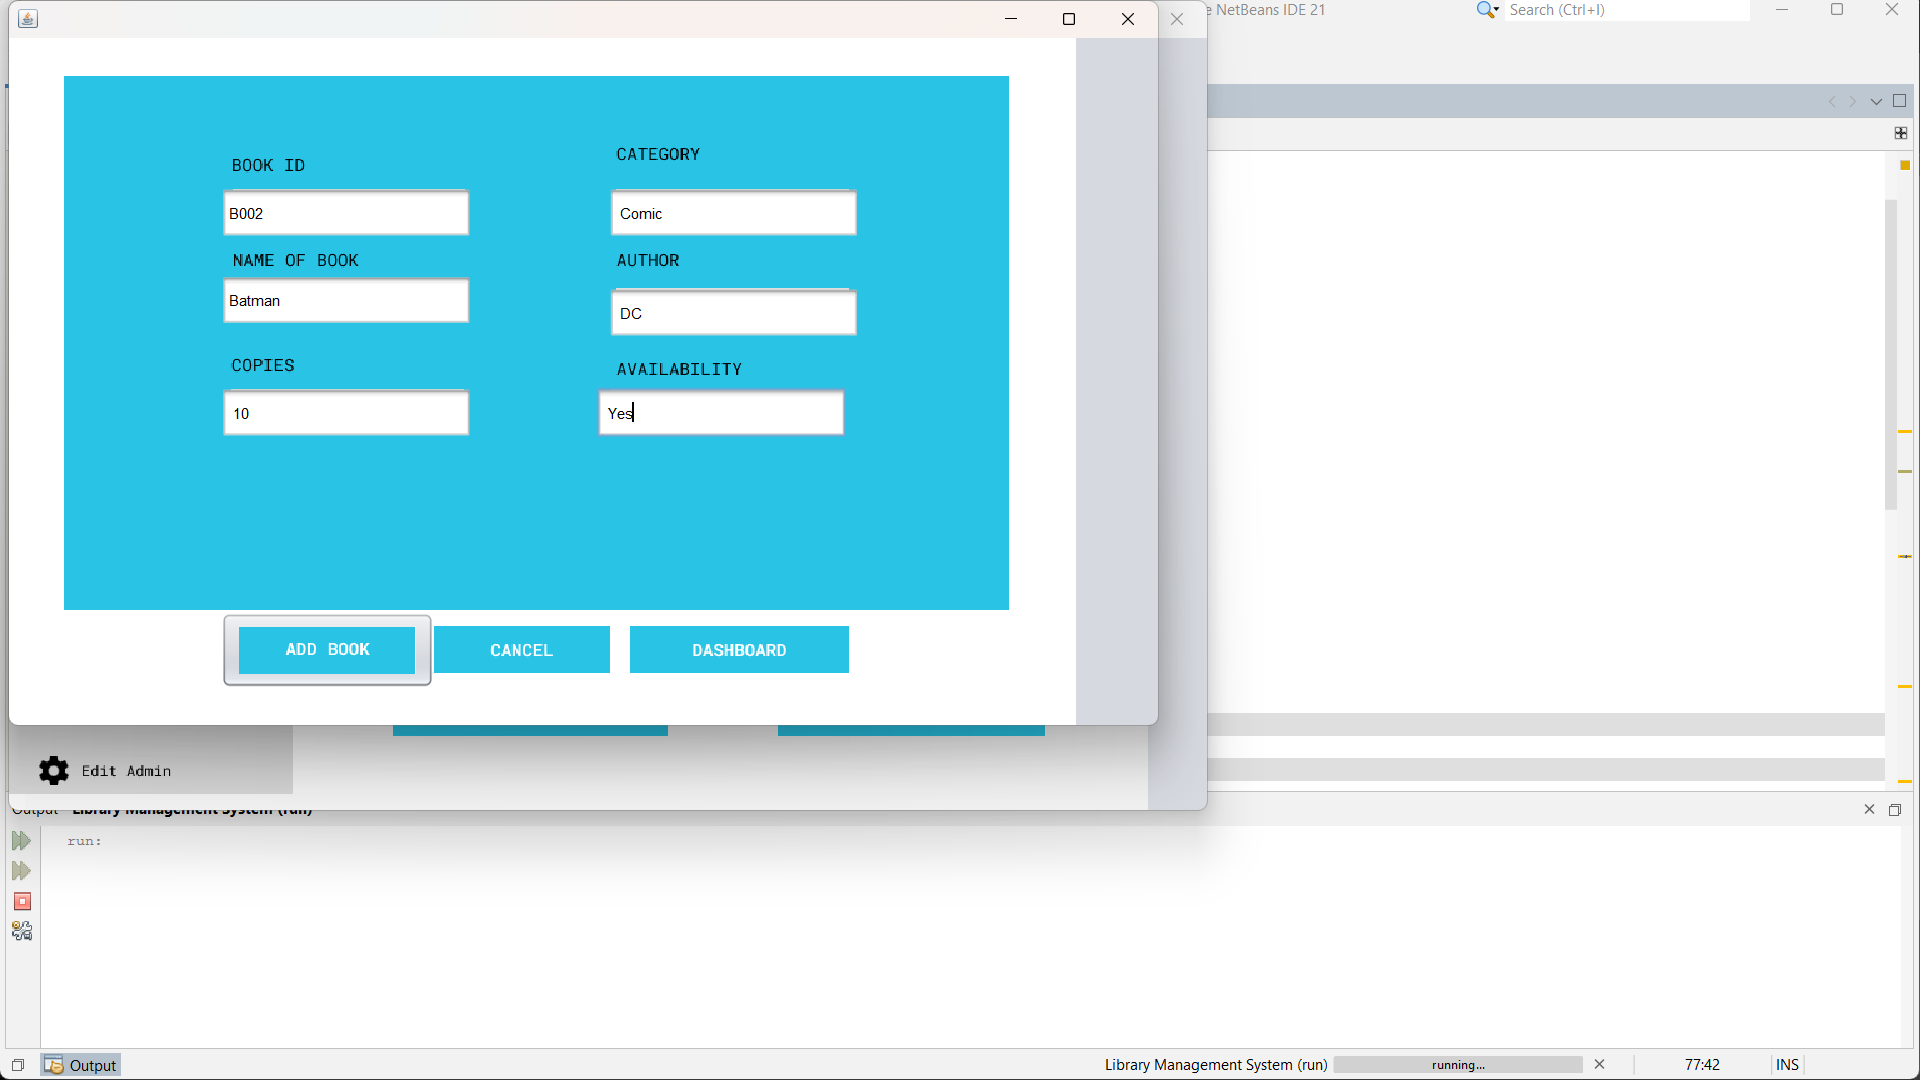 NetBeans IDE 21
Search (Ctrl+I)
BOOK ID
CATEGORY
B002
Comic
NAME OF BOOK
AUTHOR
Batman
DC
COPIES
AVAILABILITY
10
Yes
ADD BOOK
CANCEL
DASHBOARD
Edit Admin
Output
Library Management System (run)
run:
Output
Library Management System (run)
running...
77:42
INS